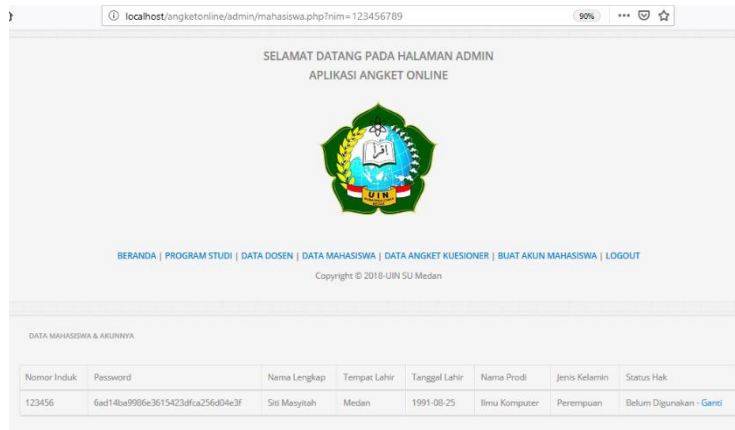 localhost/angketonline/admin/mahasiswa.php?nim=123456789 90%
SELAMAT DATANG PADA HALAMAN ADMIN
APLIKASI ANGKET ONLINE
UIN
BERANDA | PROGRAM STUDI | DATA DOSEN | DATA MAHASISWA | DATA ANGKET KUESIONER | BUAT AKUN MAHASISWA | LOGOUT
Copyright © 2018-UIN SU Medan
DATA MAHASISWA & AKUNNYA
Nomor Induk Password Nama Lengkap Tempat Lahir Tanggal Lahir Nama Prodi Jenis Kelamin Status Hak
123456 6ad14ba9986e3615423dfca256d04e3f Siti Masyitah Medan 1991-08-25 Ilmu Komputer Perempuan Belum Digunakan - Ganti